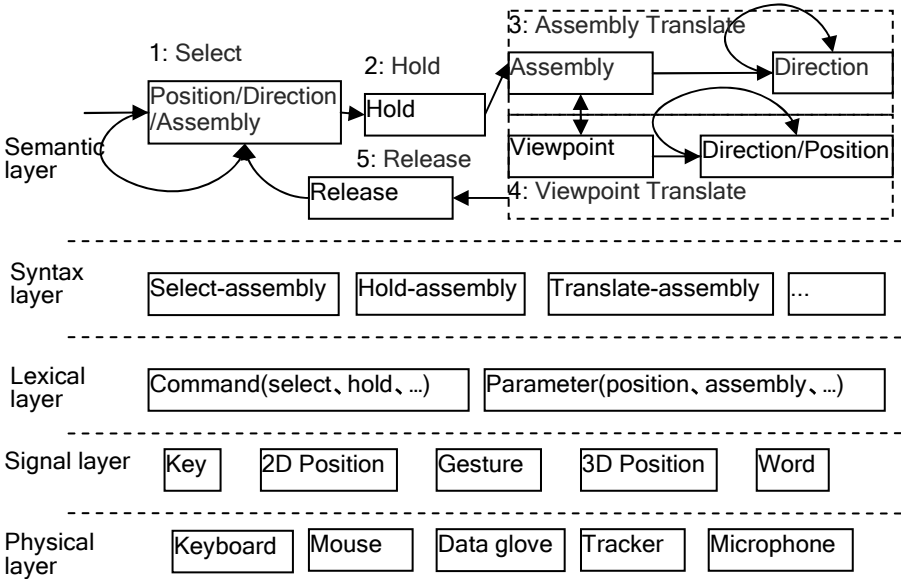 3: Assembly Translate
1: Select
2: Hold
Assembly
Direction
Position/Direction
/Assembly
Hold
Semantic
layer
Viewpoint
Direction/Position
5: Release
Release
4: Viewpoint Translate
Syntax
layer
Select-assembly
Hold-assembly
Translate-assembly
...
Lexical
layer
Command(select、hold、…)
Parameter(position、assembly、…)
Signal layer
Key
2D Position
Gesture
3D Position
Word
Physical
layer
Keyboard
Mouse
Data glove
Tracker
Microphone